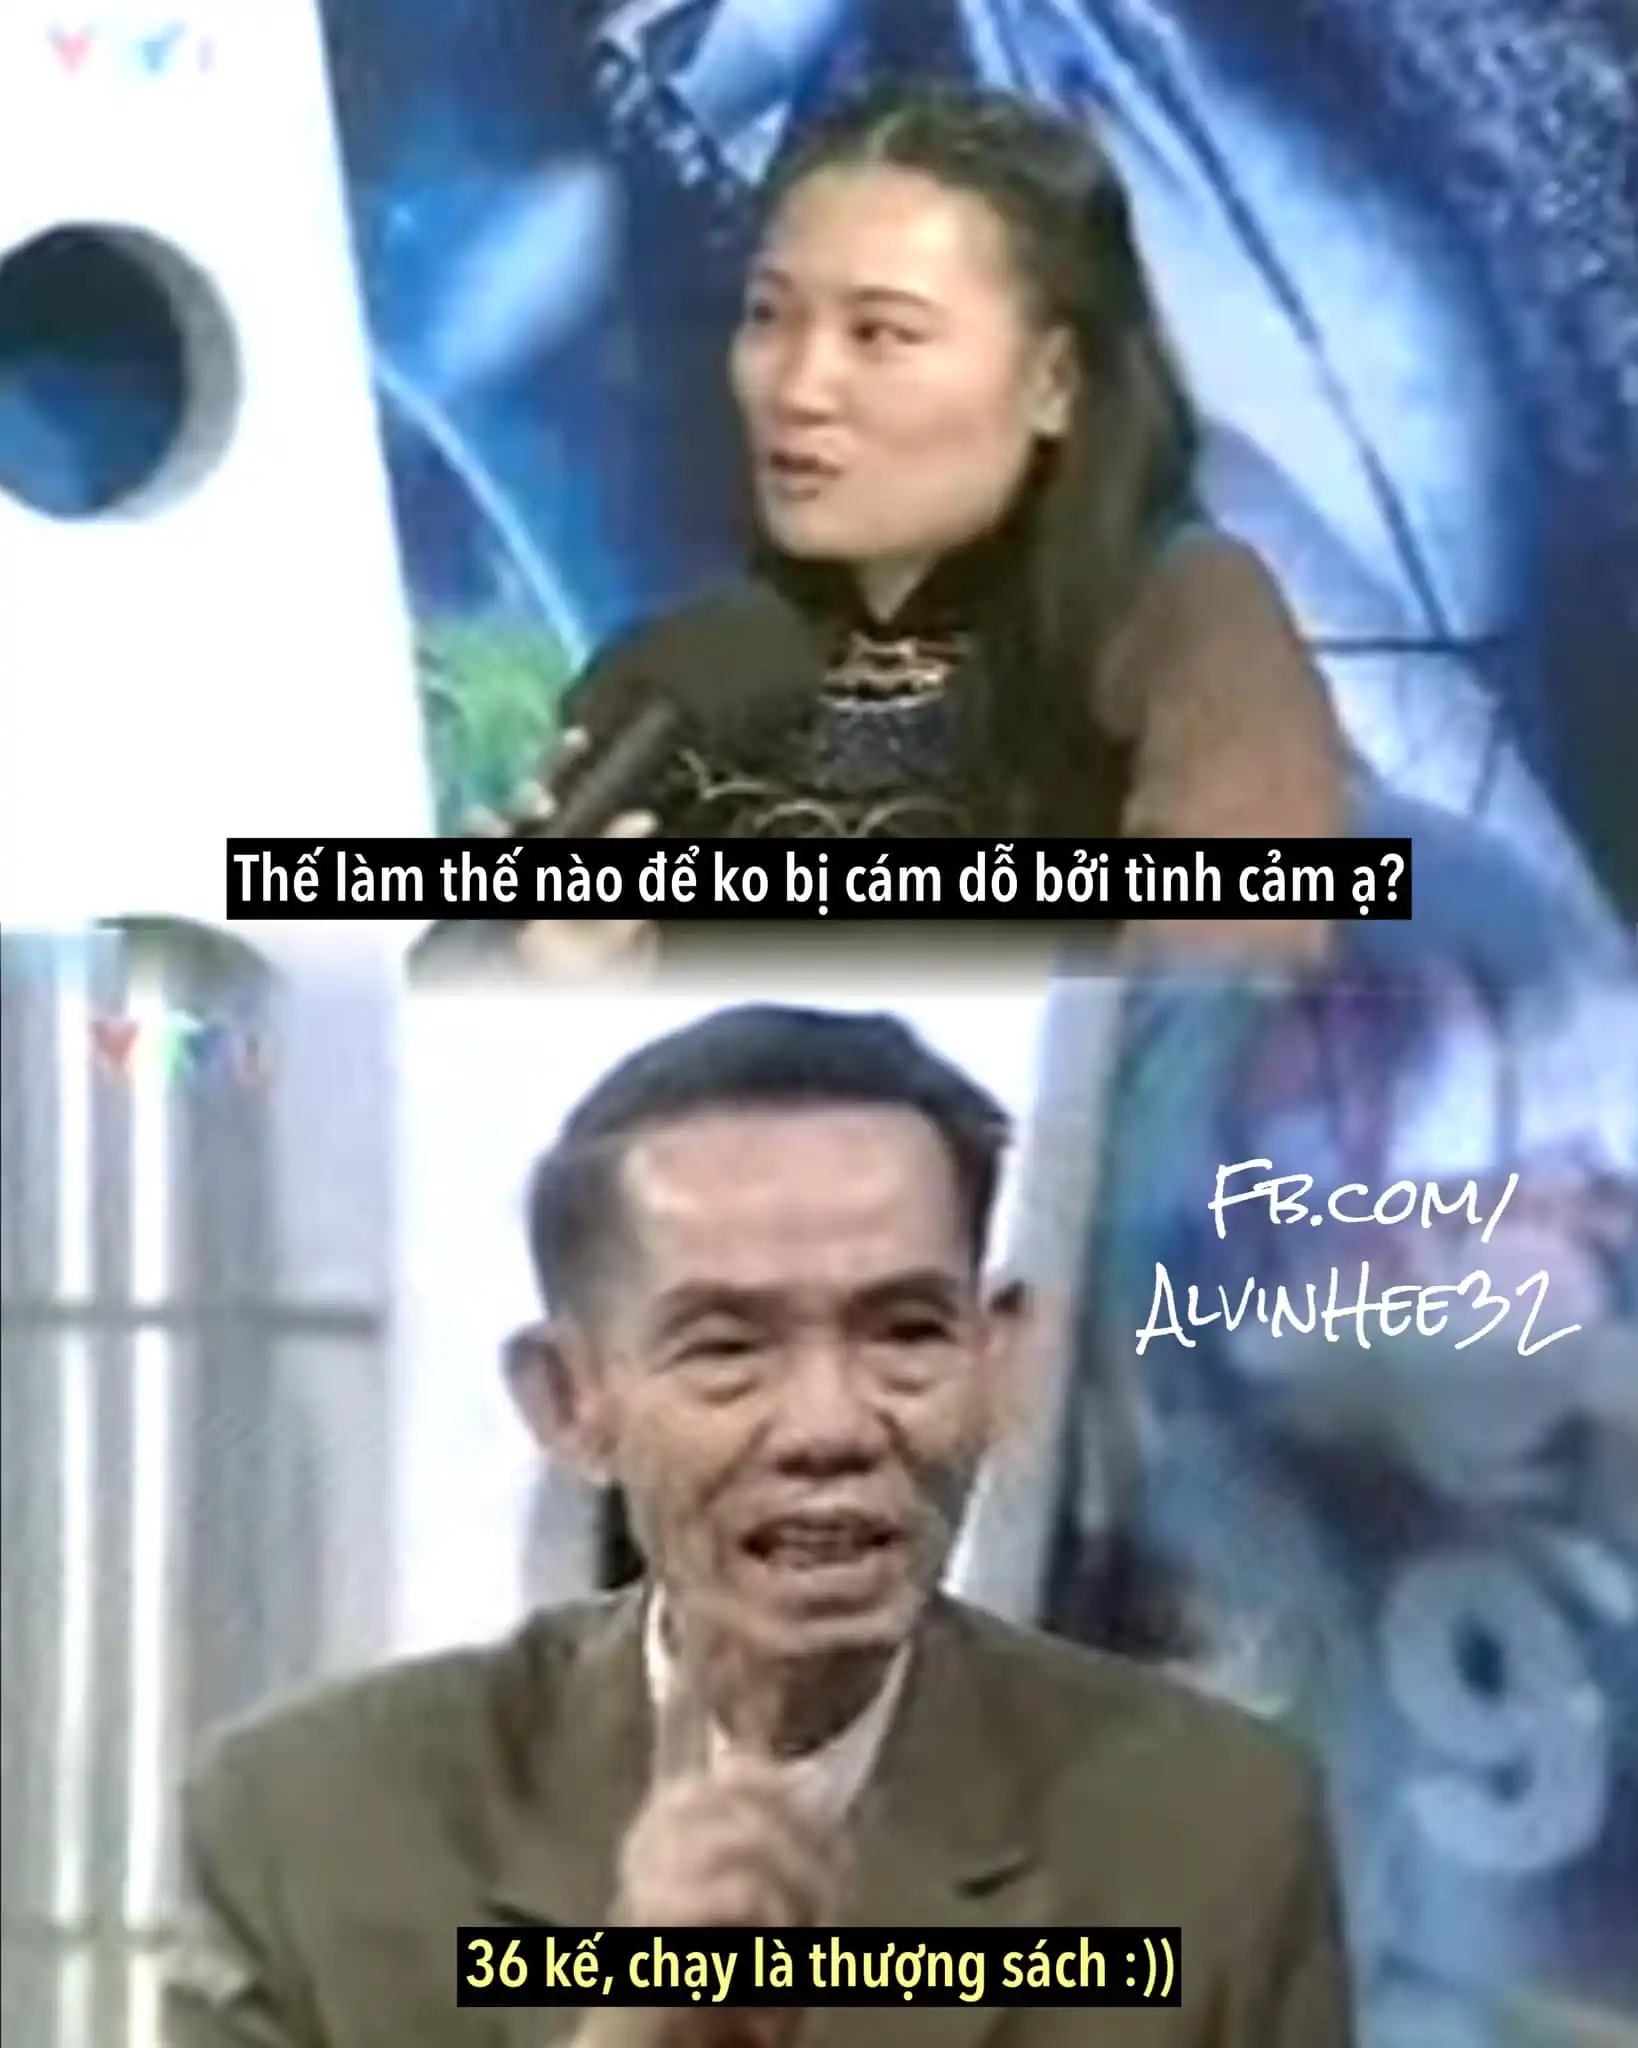 Thế làm thế nào để ko bị cám dỗ bởi tình cảm ạ?
FB.COM/
ALVINHEE32
9
36 kế, chạy là thượng sách :))